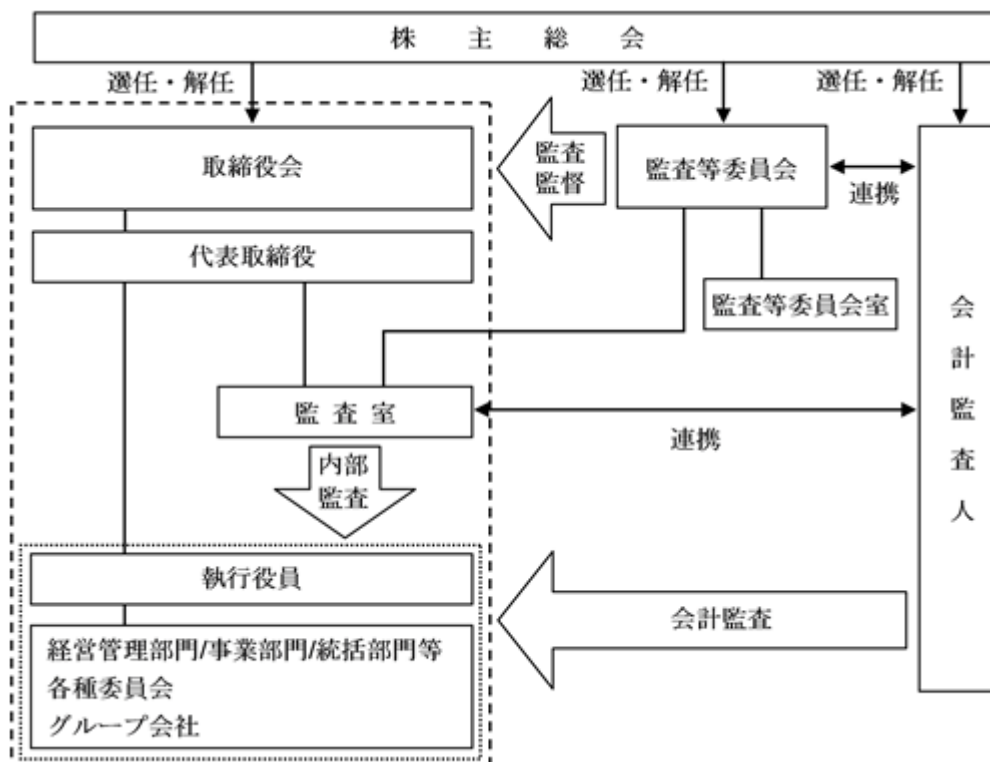 株主総会
選任・解任
選任・解任
選任・解任
取締役会
監査
監督
監査等委員会
連携
代表取締役
監査等委員会室
会計監査人
監査室
連携
内部
監査
執行役員
会計監査
経営管理部門/事業部門/統括部門等
各種委員会
グループ会社